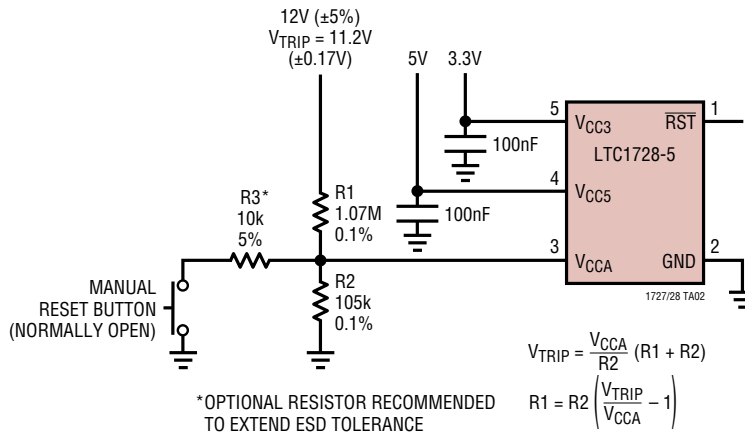 12V (±5%)
VTRIP = 11.2V
(±0.17V)
5V
3.3V
5
VCC3
RST
1
100nF
LTC1728-5
4
VCC5
100nF
R3*
10k
5%
R1
1.07M
0.1%
3
VCCA
GND
2
1727/28 TA02
MANUAL
RESET BUTTON
(NORMALLY OPEN)
R2
105k
0.1%
VTRIP = VCCA/R2 (R1 + R2)
R1 = R2 (VTRIP/VCCA – 1)
*OPTIONAL RESISTOR RECOMMENDED
TO EXTEND ESD TOLERANCE